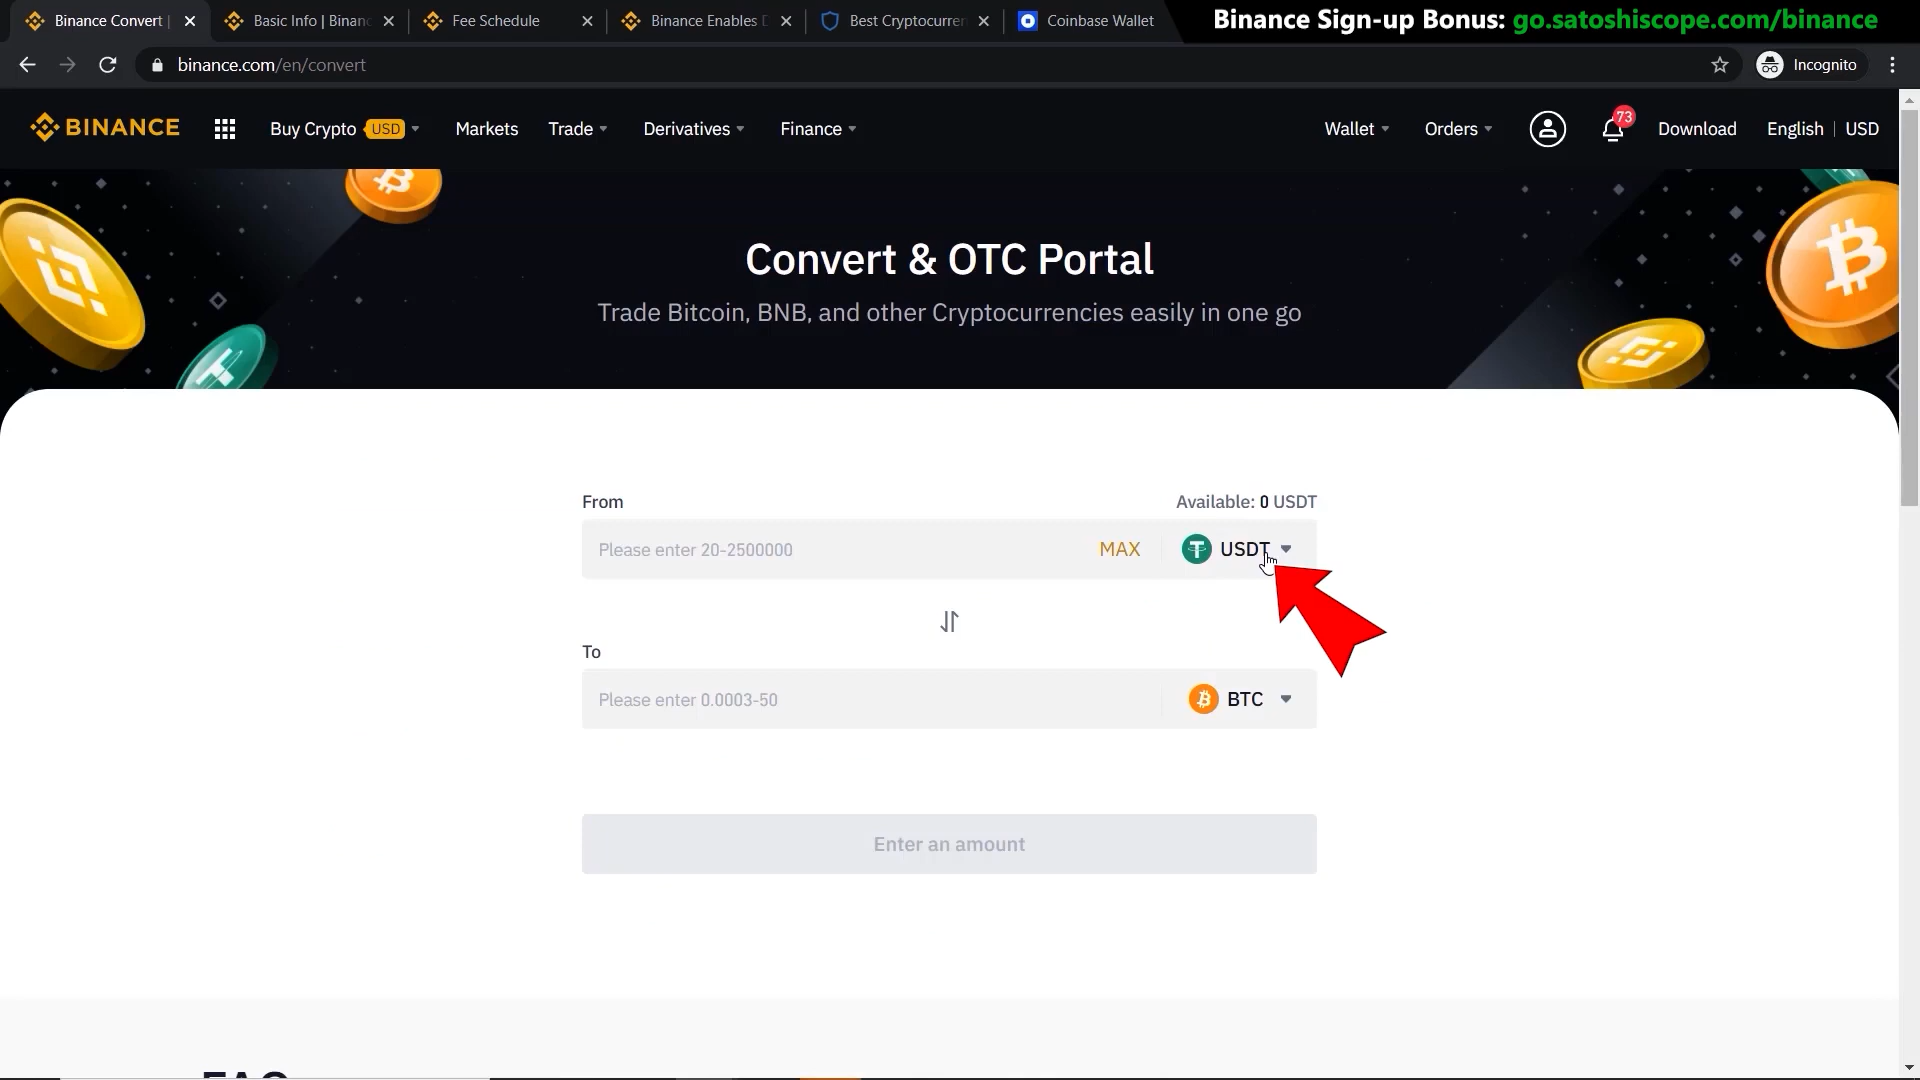 Binance Convert |
Basic Info | Binanc
Fee Schedule
Binance Enables D
Best Cryptocurren
Coinbase Wallet
Binance Sign-up Bonus: go.satoshiscope.com/binance
binance.com/en/convert
Incognito
BINANCE
Buy Crypto USD
Markets
Trade
Derivatives
Finance
Wallet
Orders
73
Download
English | USD
Convert & OTC Portal
Trade Bitcoin, BNB, and other Cryptocurrencies easily in one go
From
Available: 0 USDT
Please enter 20-2500000
MAX
USDT
To
Please enter 0.0003-50
BTC
Enter an amount
FAQ